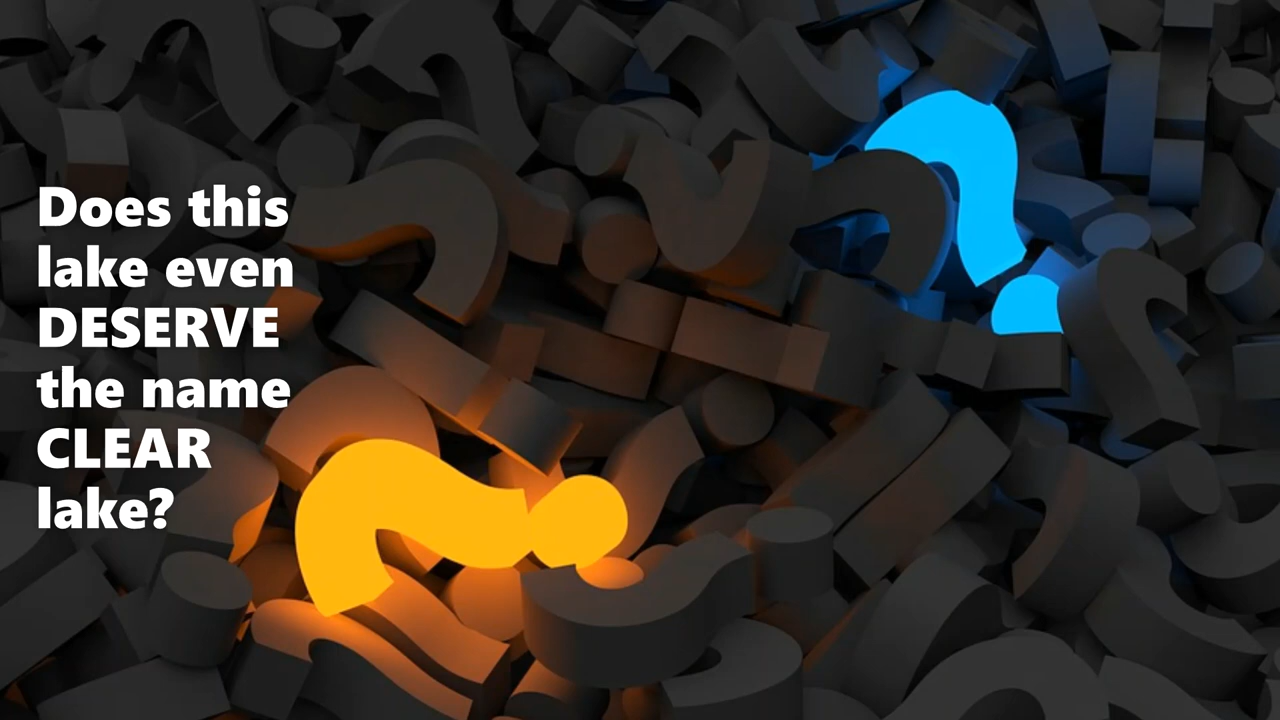 Does this
lake even
DESERVE
the name
CLEAR
lake?